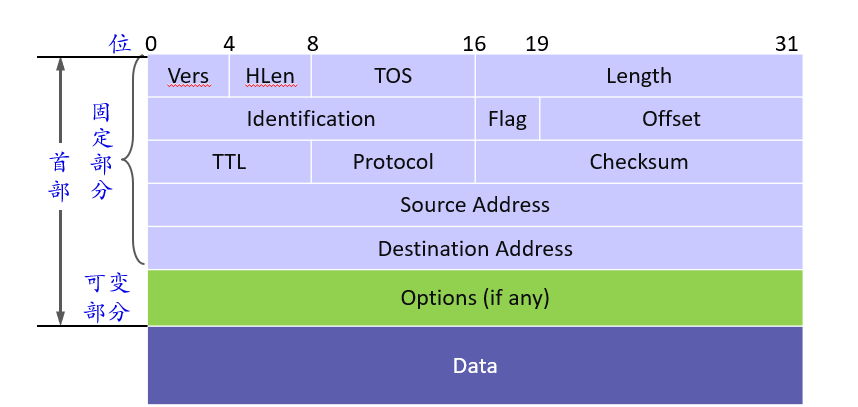 位 0 4 8 16 19 31
Vers HLen TOS Length
Identification Flag Offset
TTL Protocol Checksum
Source Address
Destination Address
Options (if any)
Data
首部
固定部分
可变
部分